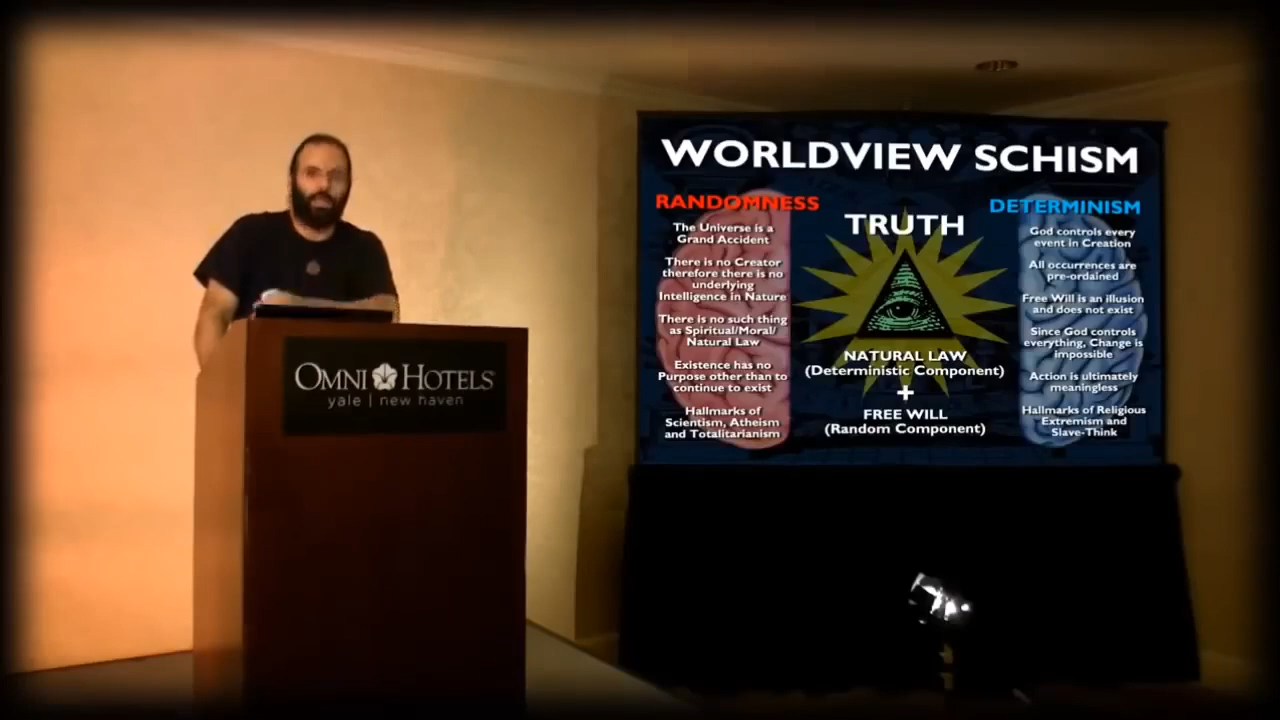 OMNI HOTELS
yale | new haven
WORLDVIEW SCHISM
RANDOMNESS
The Universe is a
Grand Accident
There is no Creator
therefore there is no
underlying
Intelligence in Nature
There is no such thing
as Spiritual/Moral/
Natural Law
Existence has no
Purpose other than to
continue to exist
Hallmarks of
Scientism, Atheism
and Totalitarianism
TRUTH
NATURAL LAW
(Deterministic Component)
+
FREE WILL
(Random Component)
DETERMINISM
God controls every
event in Creation
All occurrences are
pre-ordained
Free Will is an illusion
and does not exist
Since God controls
everything, Change is
impossible
Action is ultimately
meaningless
Hallmarks of Religious
Extremism and
Slave-Think